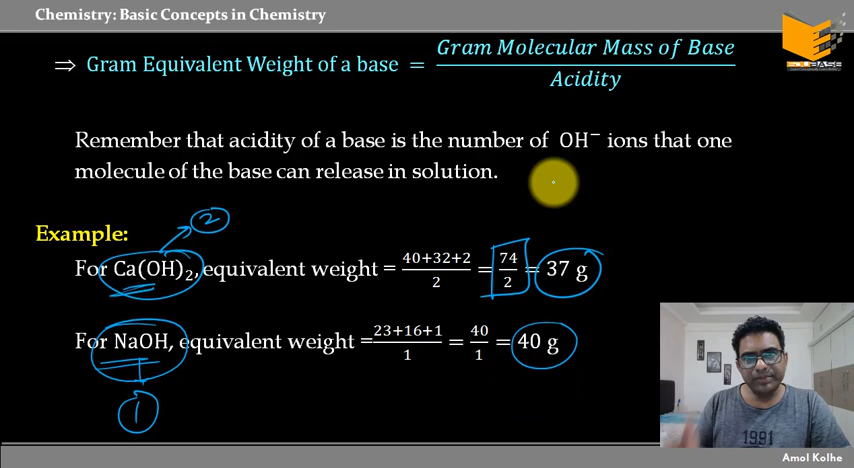 Chemistry: Basic Concepts in Chemistry
⇒ Gram Equivalent Weight of a base = Gram Molecular Mass of Base / Acidity
EDUBASE
Remember that acidity of a base is the number of OH⁻ ions that one
molecule of the base can release in solution.
2
Example:
For Ca(OH)₂, equivalent weight = 40+32+2 / 2 = 74 / 2 = 37 g
For NaOH, equivalent weight = 23+16+1 / 1 = 40 / 1 = 40 g
1
1991
Amol Kolhe